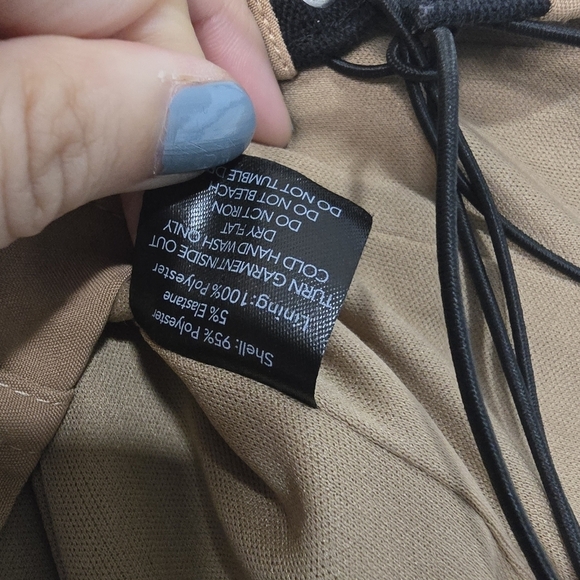 Shell: 95% Polyester
5% Elastane
Lining:100% Polyester
TURN GARMENT INSIDE OUT
COLD HAND WASH ONLY
DRY FLAT
DO NOT IRON
DO NOT BLEACH
DO NOT TUMBLE D